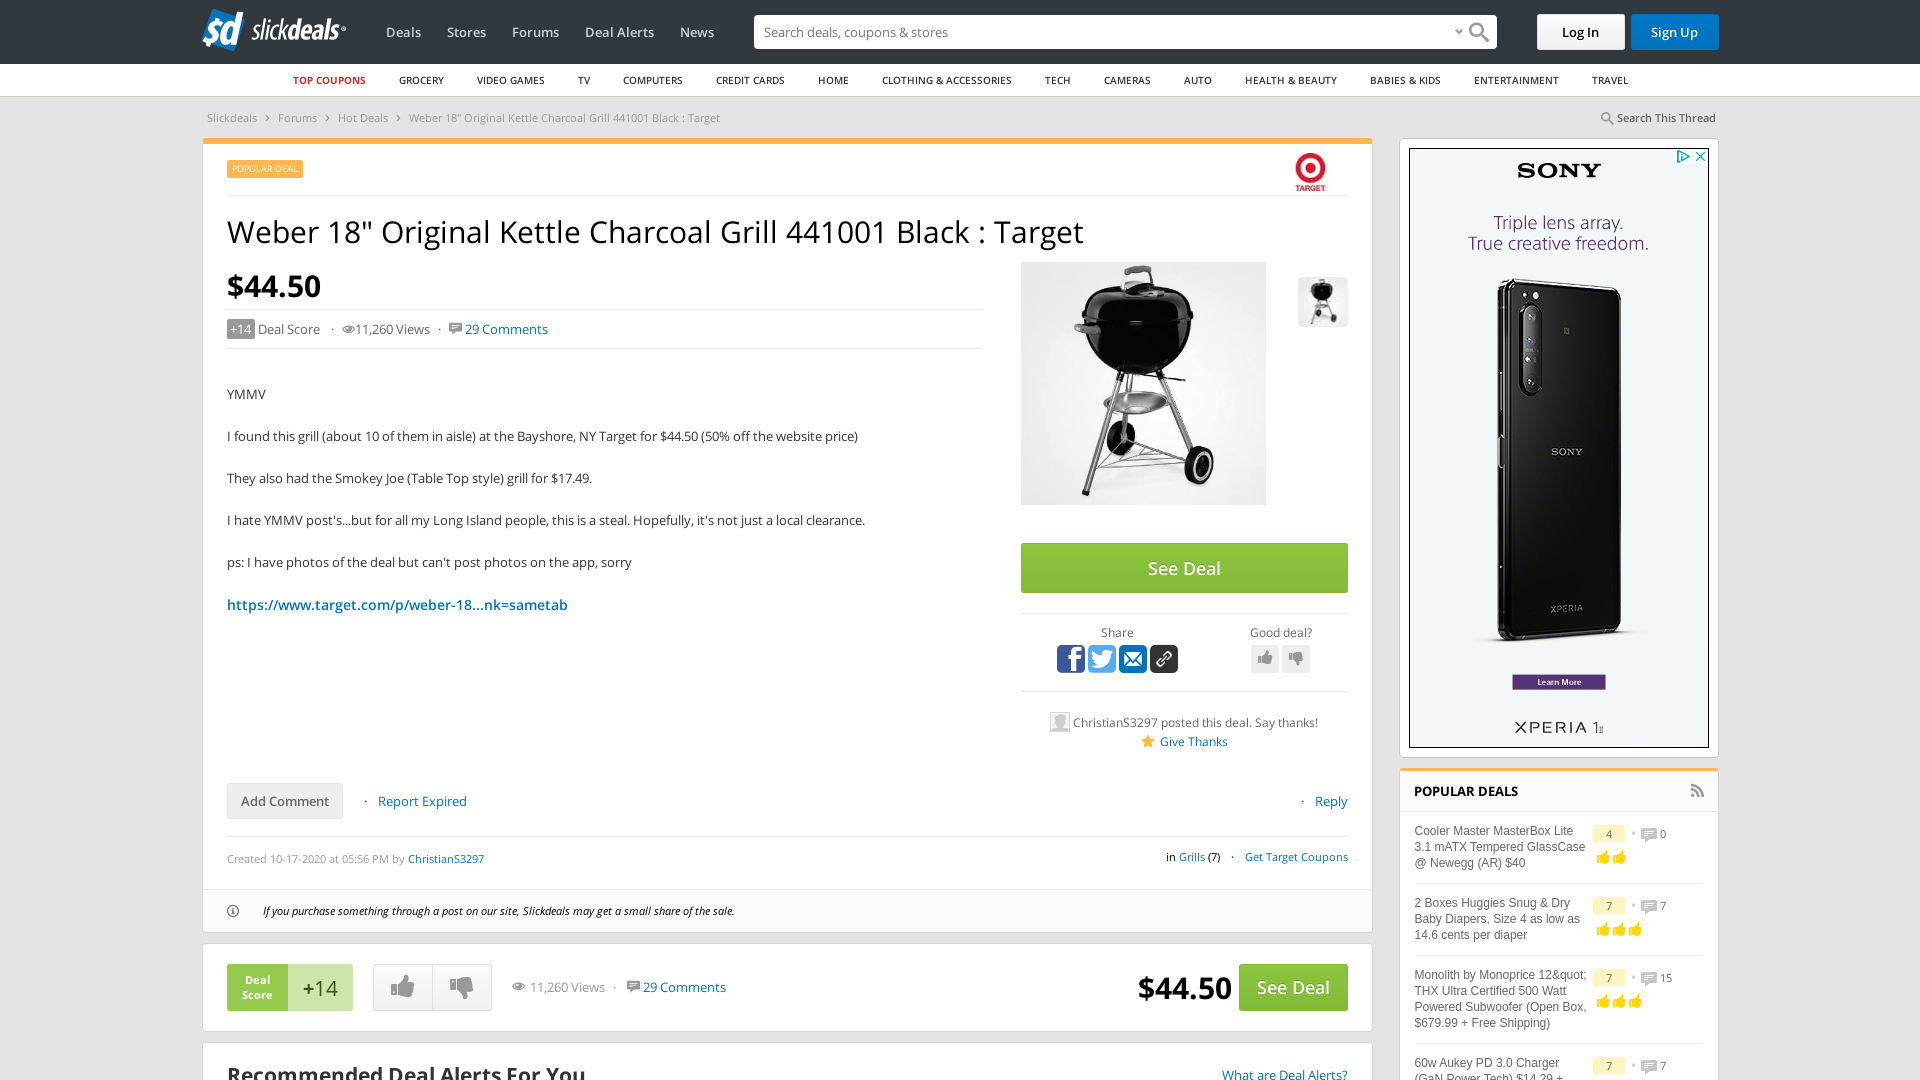 sd slickdeals
Deals Stores Forums Deal Alerts News
Search deals, coupons & stores
Log In Sign Up
TOP COUPONS GROCERY VIDEO GAMES TV COMPUTERS CREDIT CARDS HOME CLOTHING & ACCESSORIES TECH CAMERAS AUTO HEALTH & BEAUTY BABIES & KIDS ENTERTAINMENT TRAVEL
Slickdeals › Forums › Hot Deals › Weber 18" Original Kettle Charcoal Grill 441001 Black : Target
Search This Thread
POPULAR DEAL
TARGET
Weber 18" Original Kettle Charcoal Grill 441001 Black : Target
$44.50
+14 Deal Score · 11,260 Views · 29 Comments
YMMV
I found this grill (about 10 of them in aisle) at the Bayshore, NY Target for $44.50 (50% off the website price)
They also had the Smokey Joe (Table Top style) grill for $17.49.
I hate YMMV post's...but for all my Long Island people, this is a steal. Hopefully, it's not just a local clearance.
ps: I have photos of the deal but can't post photos on the app, sorry
https://www.target.com/p/weber-18...nk=sametab
See Deal
Share
Good deal?
ChristianS3297 posted this deal. Say thanks!
Give Thanks
Add Comment · Report Expired
· Reply
Created 10-17-2020 at 05:56 PM by ChristianS3297
in Grills (7) · Get Target Coupons
If you purchase something through a post on our site, Slickdeals may get a small share of the sale.
Deal
Score
+14
11,260 Views · 29 Comments
$44.50
See Deal
Recommended Deal Alerts For You
What are Deal Alerts?
SONY
Triple lens array.
True creative freedom.
SONY
XPERIA
Learn More
XPERIA 1 II
POPULAR DEALS
Cooler Master MasterBox Lite
3.1 mATX Tempered GlassCase
@ Newegg (AR) $40
4 • 0
2 Boxes Huggies Snug & Dry
Baby Diapers, Size 4 as low as
14.6 cents per diaper
7 • 7
Monolith by Monoprice 12&quot;
THX Ultra Certified 500 Watt
Powered Subwoofer (Open Box,
$679.99 + Free Shipping)
7 • 15
60w Aukey PD 3.0 Charger
(GaN Power Tech) $14.29 +
7 • 7